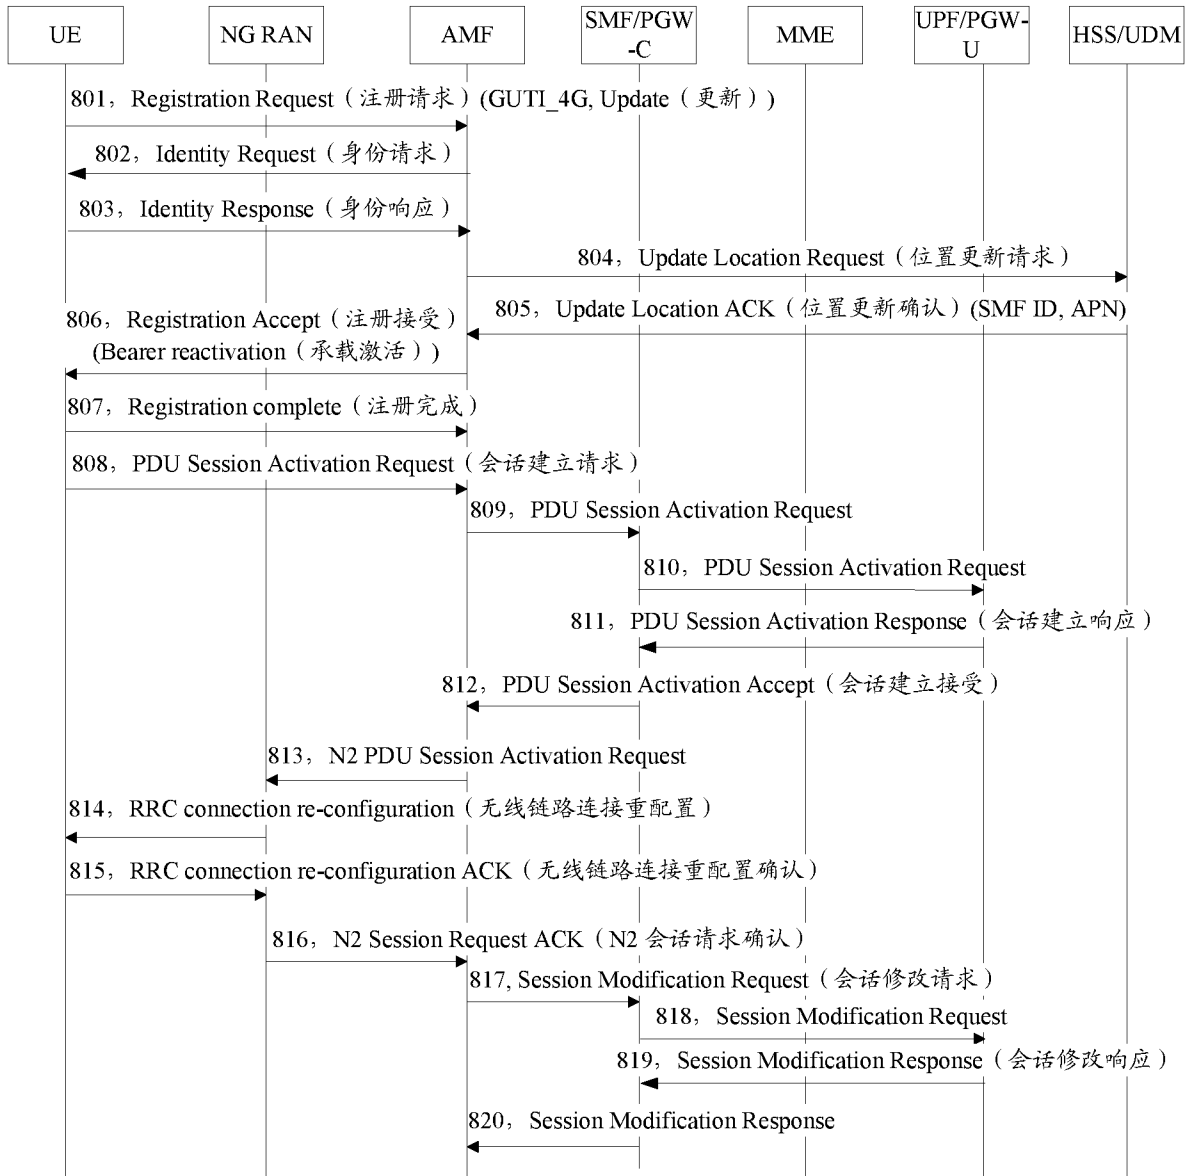 UE
NG RAN
AMF
SMF/PGW
-C
MME
UPF/PGW-
U
HSS/UDM
801，Registration Request（注册请求）(GUTI_4G, Update（更新）)
802，Identity Request（身份请求）
803，Identity Response（身份响应）
804，Update Location Request（位置更新请求）
805，Update Location ACK（位置更新确认）(SMF ID, APN)
806，Registration Accept（注册接受）
(Bearer reactivation（承载激活）)
807，Registration complete（注册完成）
808，PDU Session Activation Request（会话建立请求）
809，PDU Session Activation Request
810，PDU Session Activation Request
811，PDU Session Activation Response（会话建立响应）
812，PDU Session Activation Accept（会话建立接受）
813，N2 PDU Session Activation Request
814，RRC connection re-configuration（无线链路连接重配置）
815，RRC connection re-configuration ACK（无线链路连接重配置确认）
816，N2 Session Request ACK（N2 会话请求确认）
817, Session Modification Request（会话修改请求）
818，Session Modification Request
819，Session Modification Response（会话修改响应）
820，Session Modification Response